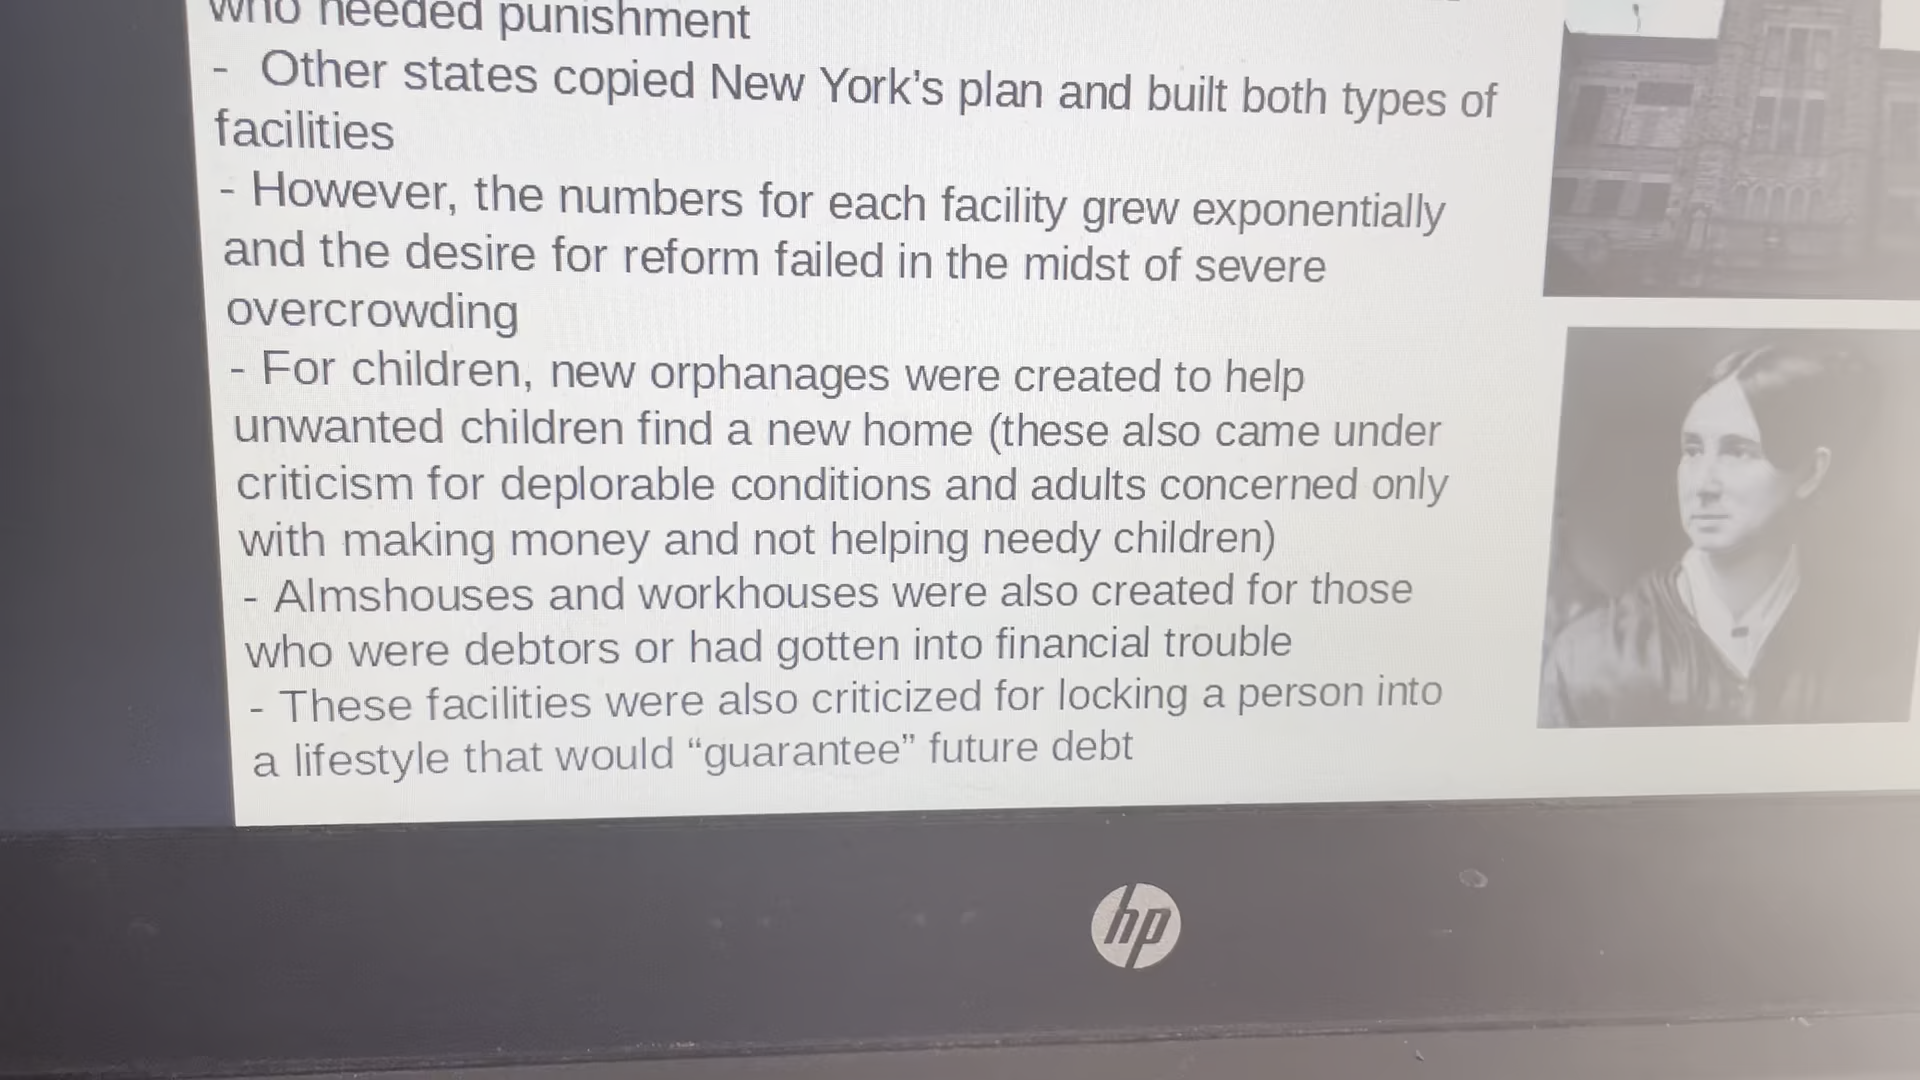 who needed punishment
- Other states copied New York’s plan and built both types of
facilities
- However, the numbers for each facility grew exponentially
and the desire for reform failed in the midst of severe
overcrowding
- For children, new orphanages were created to help
unwanted children find a new home (these also came under
criticism for deplorable conditions and adults concerned only
with making money and not helping needy children)
- Almshouses and workhouses were also created for those
who were debtors or had gotten into financial trouble
- These facilities were also criticized for locking a person into
a lifestyle that would “guarantee” future debt
hp